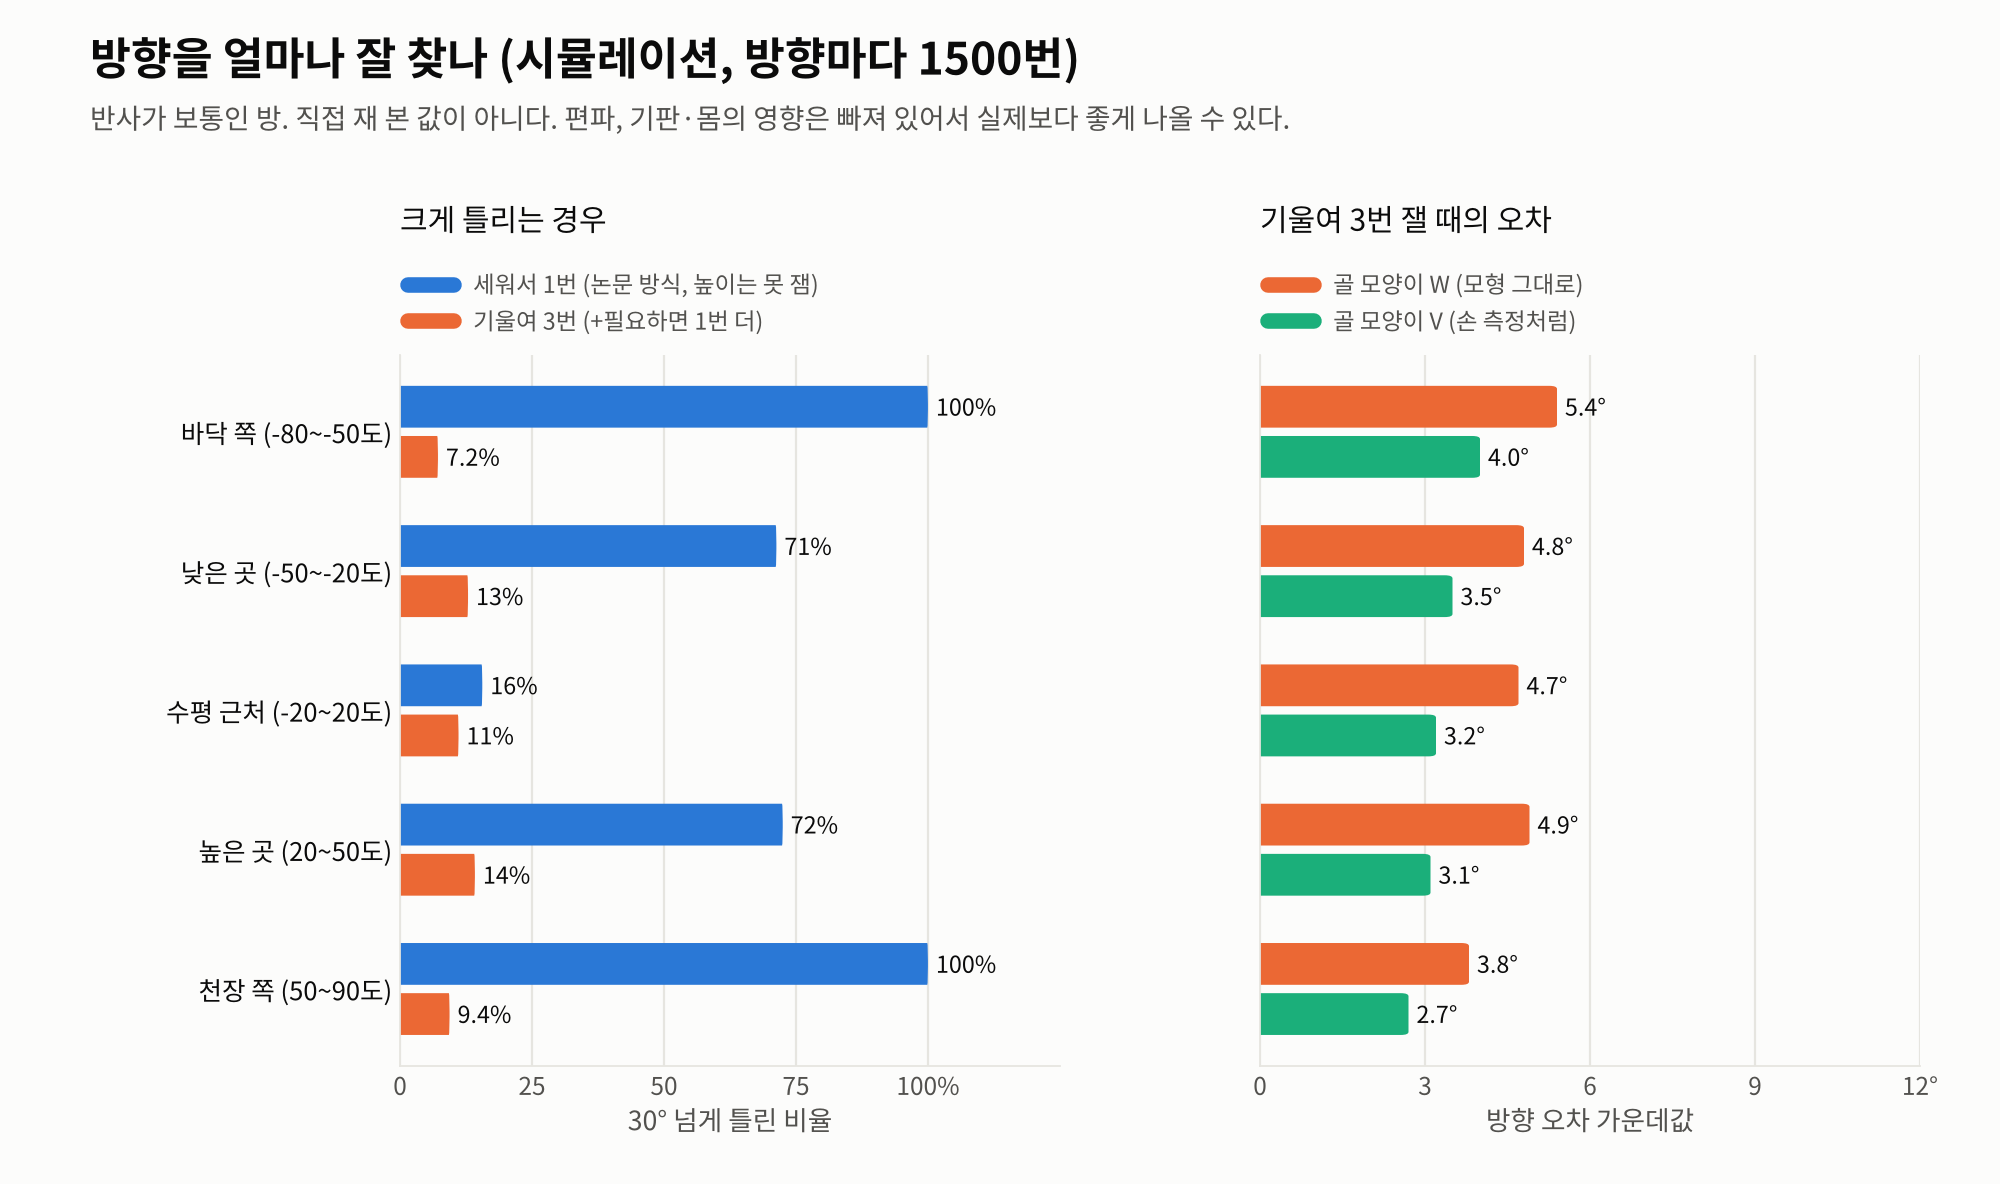 방향을 얼마나 잘 찾나 (시뮬레이션, 방향마다 1500번)
반사가 보통인 방. 직접 재 본 값이 아니다. 편파, 기판·몸의 영향은 빠져 있어서 실제보다 좋게 나올 수 있다.
크게 틀리는 경우
세워서 1번 (논문 방식, 높이는 못 잼)
기울여 3번 (+필요하면 1번 더)
바닥 쪽 (-80~-50도)
100%
7.2%
낮은 곳 (-50~-20도)
71%
13%
수평 근처 (-20~20도)
16%
11%
높은 곳 (20~50도)
72%
14%
천장 쪽 (50~90도)
100%
9.4%
0 25 50 75 100%
30° 넘게 틀린 비율
기울여 3번 잴 때의 오차
골 모양이 W (모형 그대로)
골 모양이 V (손 측정처럼)
5.4°
4.0°
4.8°
3.5°
4.7°
3.2°
4.9°
3.1°
3.8°
2.7°
0 3 6 9 12°
방향 오차 가운데값